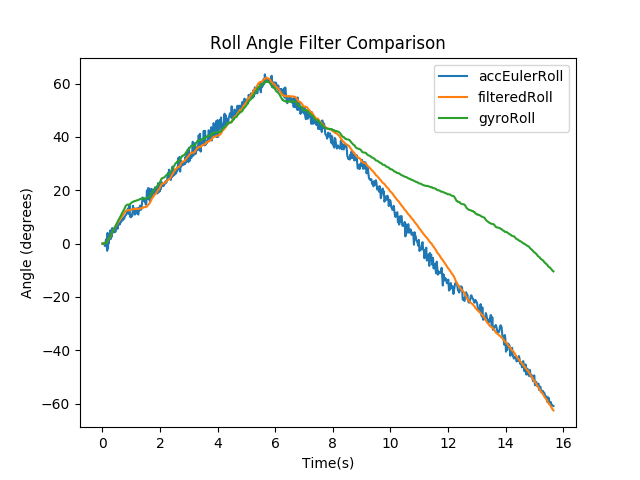 Roll Angle Filter Comparison
accEulerRoll
filteredRoll
gyroRoll
60
40
20
0
−20
−40
−60
Angle (degrees)
0 2 4 6 8 10 12 14 16
Time(s)